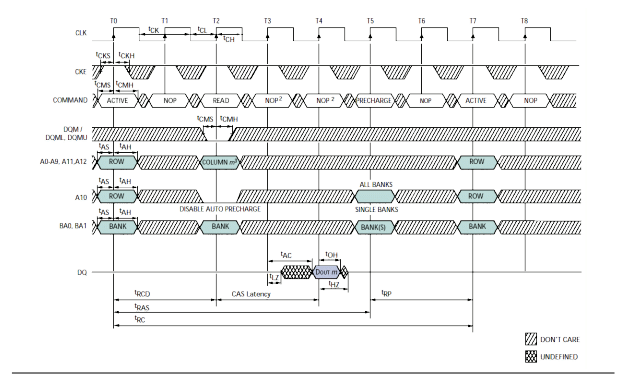 T0 T1 T2 T3 T4 T5 T6 T7 T8
CLK
tCK tCL
tCH
tCKS tCKH
CKE
tCMS tCMH
COMMAND ACTIVE NOP READ NOP 2 NOP 2 PRECHARGE NOP ACTIVE NOP
tCMS tCMH
DQM /
DQML, DQMU
tAS tAH
A0-A9, A11,A12 ROW COLUMN m3 ROW
tAS tAH ALL BANKS
A10 ROW ROW
DISABLE AUTO PRECHARGE SINGLE BANKS
tAS tAH
BA0, BA1 BANK BANK BANK(S) BANK
tAC tOH
DQ DOUT m
tLZ tHZ
tRCD CAS Latency tRP
tRAS
tRC
DON'T CARE
UNDEFINED